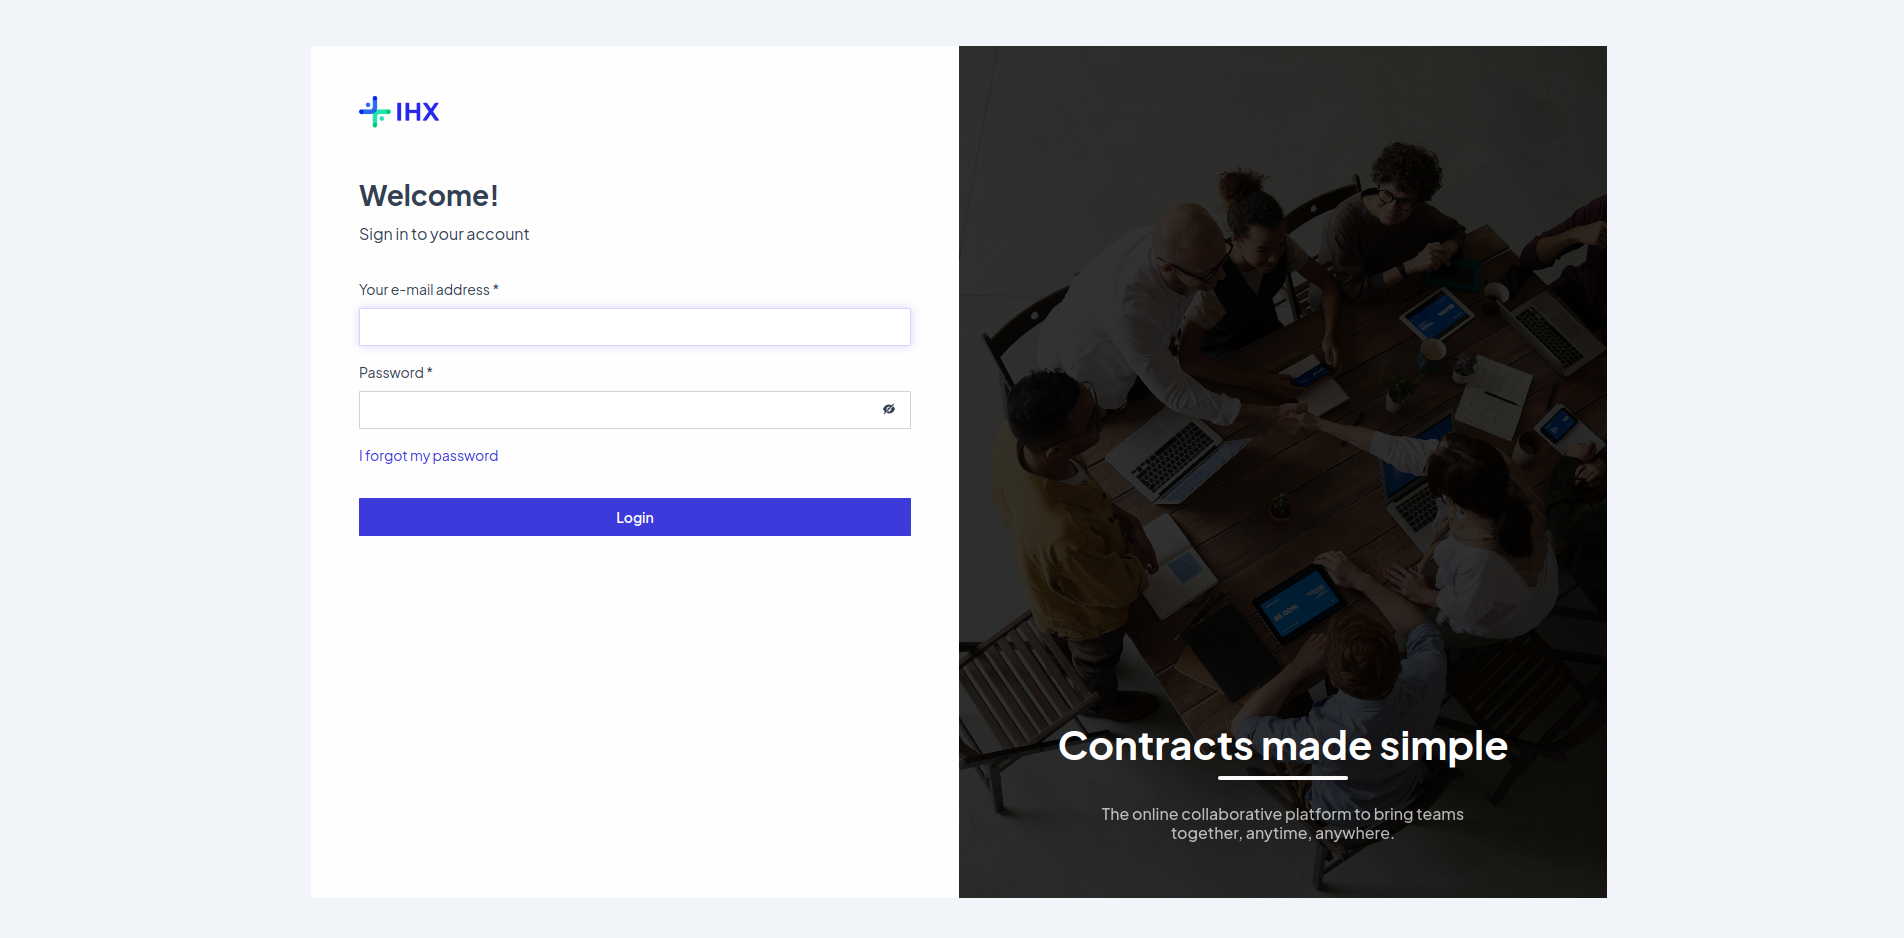 IHX
Welcome!
Sign in to your account
Your e-mail address *
Password *
I forgot my password
Login
Contracts made simple
The online collaborative platform to bring teams
together, anytime, anywhere.